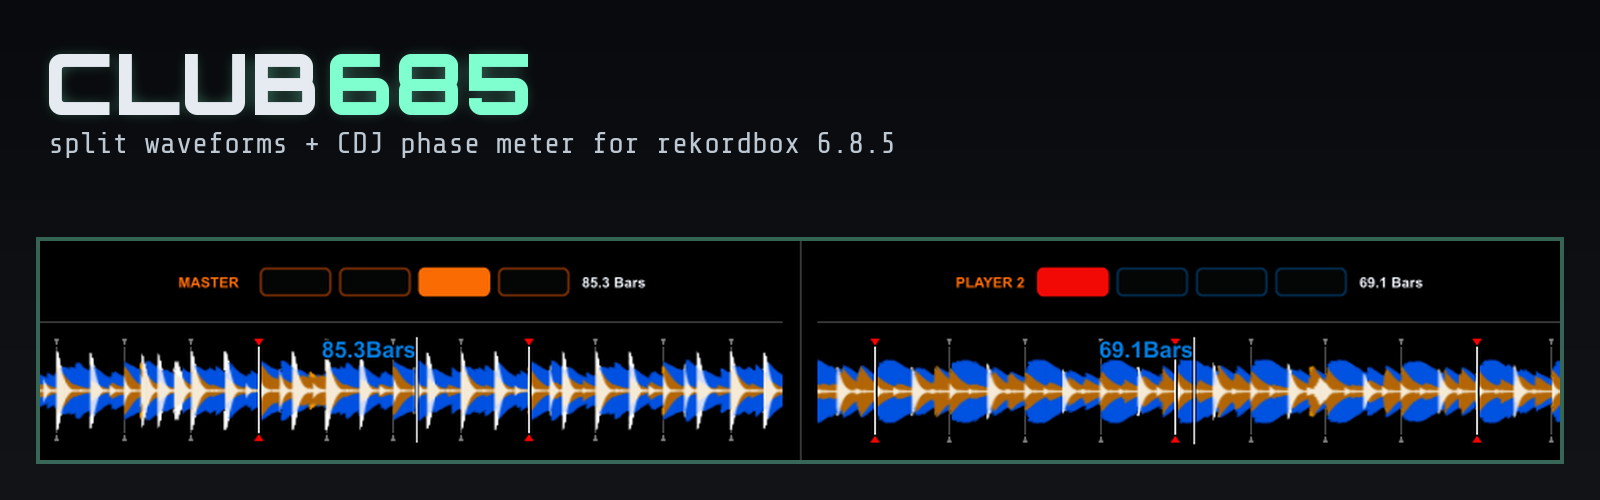 CLUB685
split waveforms + CDJ phase meter for rekordbox 6.8.5
MASTER 85.3 Bars
PLAYER 2 69.1 Bars
85.3Bars
69.1Bars